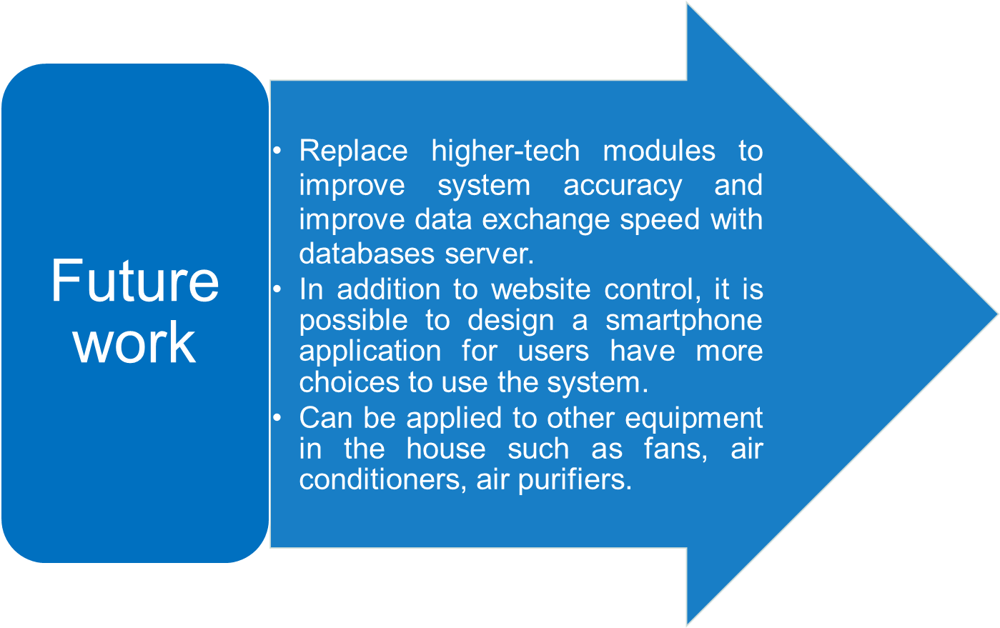 Future
work
• Replace higher-tech modules to
improve system accuracy and
improve data exchange speed with
databases server.
• In addition to website control, it is
possible to design a smartphone
application for users have more
choices to use the system.
• Can be applied to other equipment
in the house such as fans, air
conditioners, air purifiers.